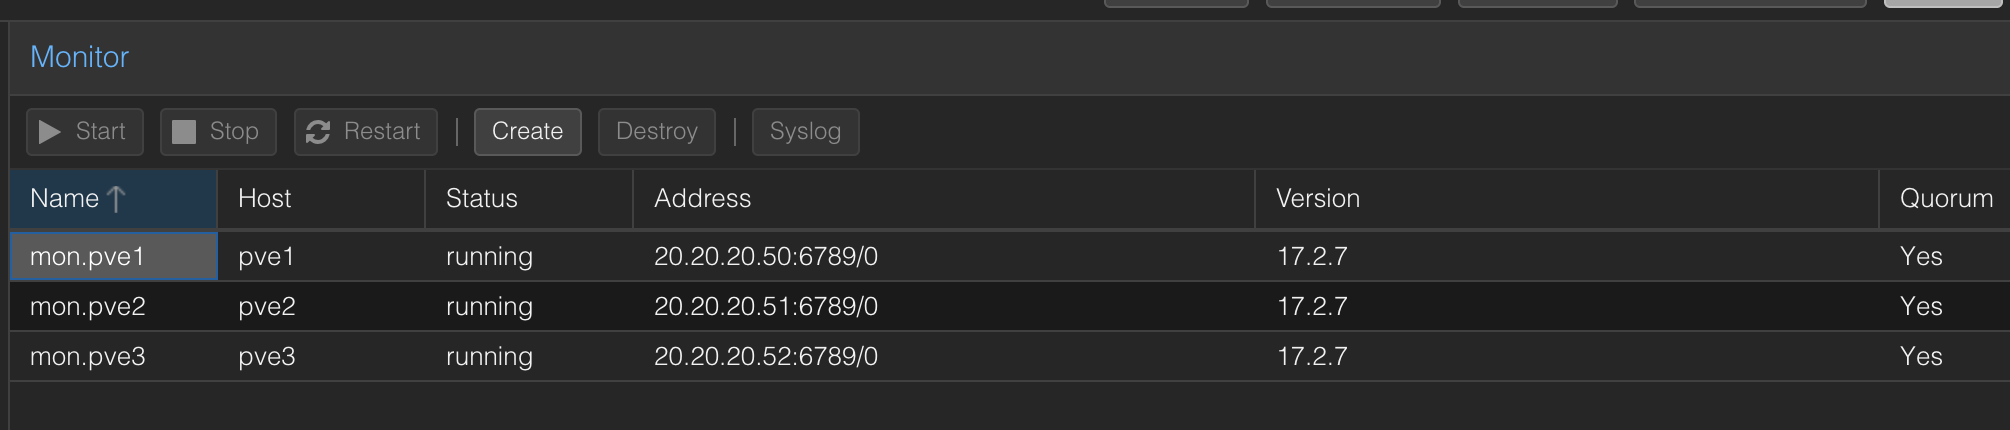 Monitor
Start Stop Restart Create Destroy Syslog
Name Host Status Address Version Quorum
mon.pve1 pve1 running 20.20.20.50:6789/0 17.2.7 Yes
mon.pve2 pve2 running 20.20.20.51:6789/0 17.2.7 Yes
mon.pve3 pve3 running 20.20.20.52:6789/0 17.2.7 Yes